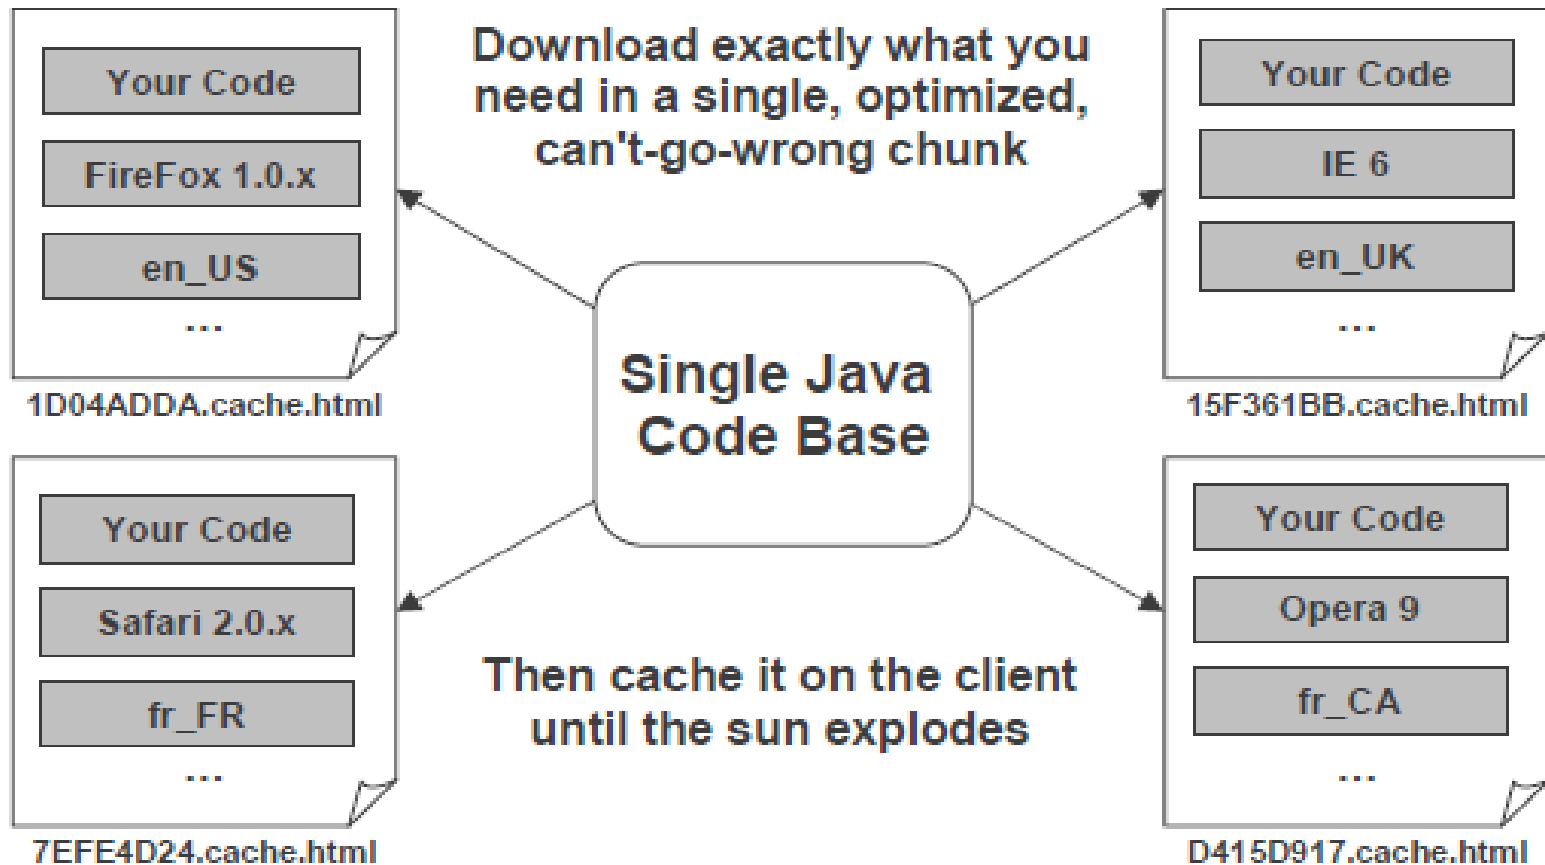 Your Code
FireFox 1.0.x
en_US
...
1D04ADDA.cache.html
Download exactly what you
need in a single, optimized,
can't-go-wrong chunk
Your Code
IE 6
en_UK
...
15F361BB.cache.html
Single Java
Code Base
Your Code
Safari 2.0.x
fr_FR
...
7EFE4D24.cache.html
Then cache it on the client
until the sun explodes
Your Code
Opera 9
fr_CA
...
D415D917.cache.html